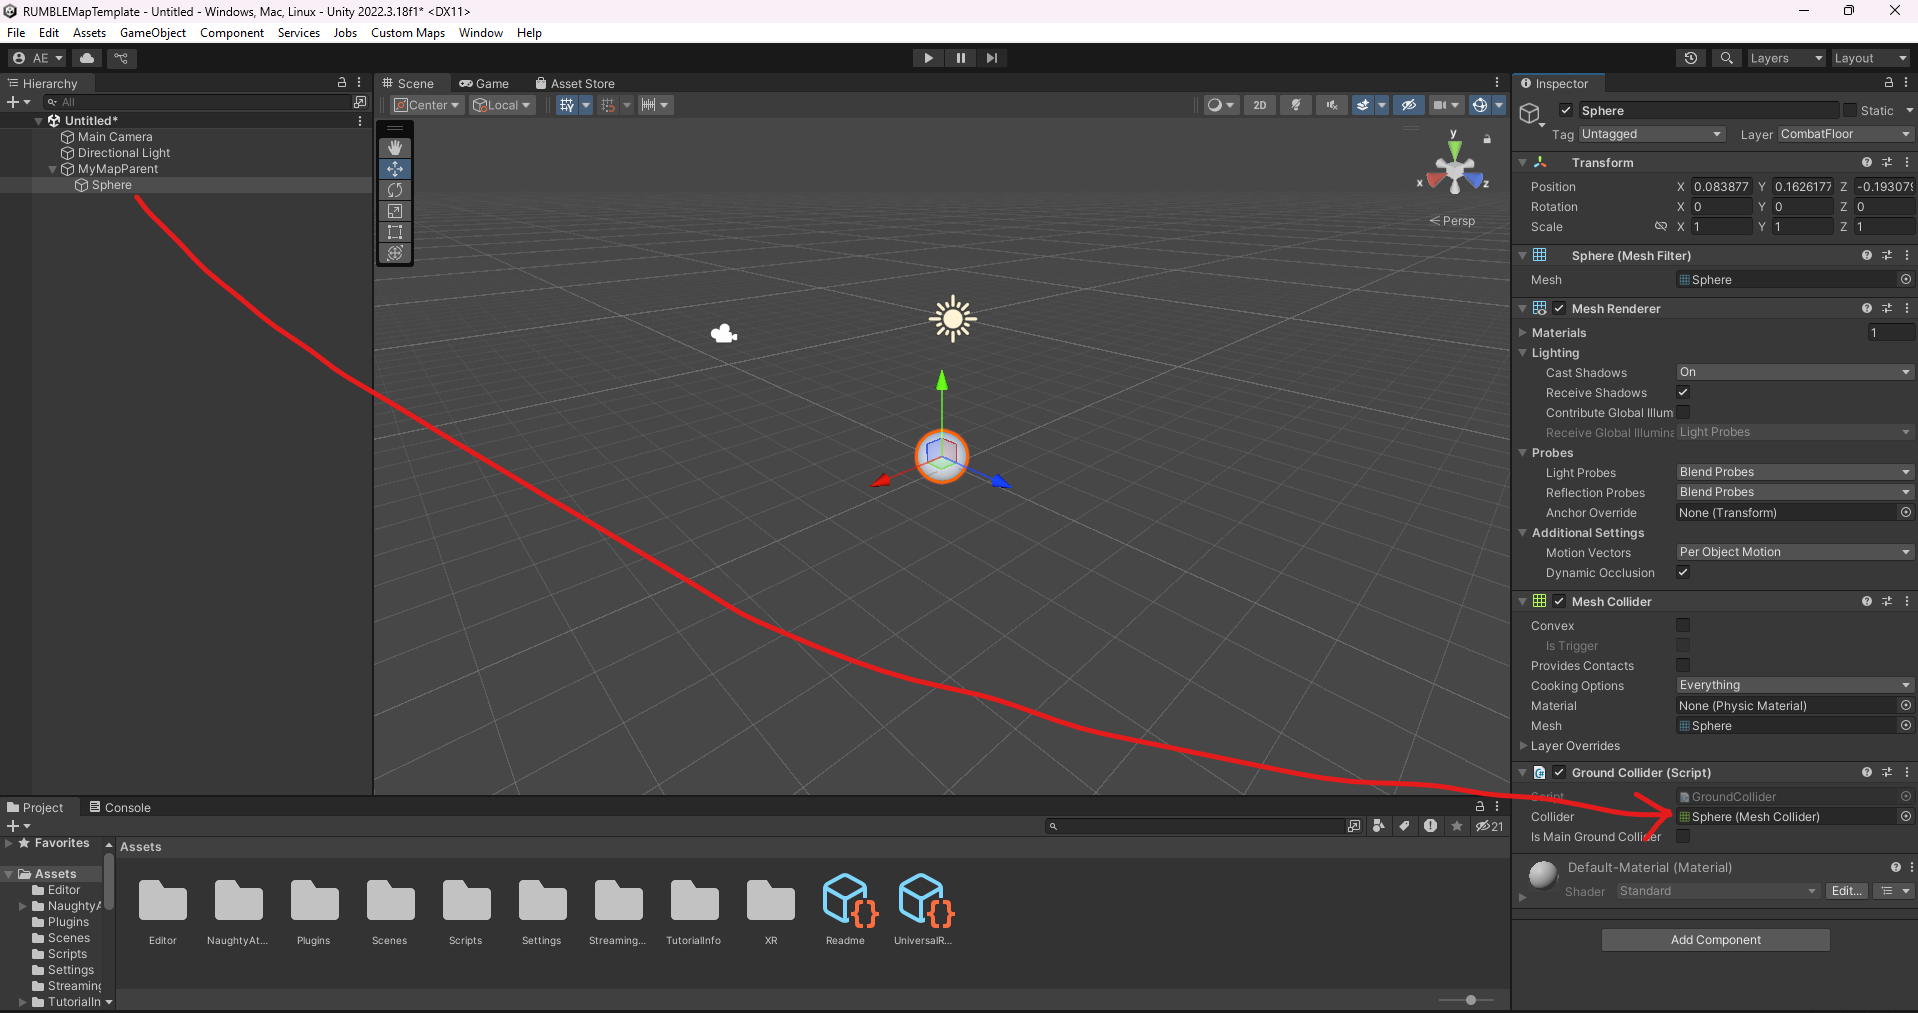 RUMBLEMapTemplate - Untitled - Windows, Mac, Linux - Unity 2022.3.18f1* <DX11>
File Edit Assets GameObject Component Services Jobs Custom Maps Window Help
AE Layers Layout
Hierarchy
All
Untitled*
Main Camera
Directional Light
MyMapParent
Sphere
Scene Game Asset Store
Center Local 2D
y
x z
Persp
Inspector
Sphere Static
Tag Untagged Layer CombatFloor
Transform
Position X 0.083877 Y 0.1626177 Z -0.193079
Rotation X 0 Y 0 Z 0
Scale X 1 Y 1 Z 1
Sphere (Mesh Filter)
Mesh Sphere
Mesh Renderer
Materials 1
Lighting
Cast Shadows On
Receive Shadows
Contribute Global Illum
Receive Global Illumina Light Probes
Probes
Light Probes Blend Probes
Reflection Probes Blend Probes
Anchor Override None (Transform)
Additional Settings
Motion Vectors Per Object Motion
Dynamic Occlusion
Mesh Collider
Convex
Is Trigger
Provides Contacts
Cooking Options Everything
Material None (Physic Material)
Mesh Sphere
Layer Overrides
Ground Collider (Script)
Script GroundCollider
Collider Sphere (Mesh Collider)
Is Main Ground Collider
Default-Material (Material)
Shader Standard Edit...
Add Component
Project Console
21
Favorites
Assets
Editor
NaughtyA
Plugins
Scenes
Scripts
Settings
Streaming
TutorialIn
Assets
Editor NaughtyAt... Plugins Scenes Scripts Settings Streaming... TutorialInfo XR Readme UniversalR...